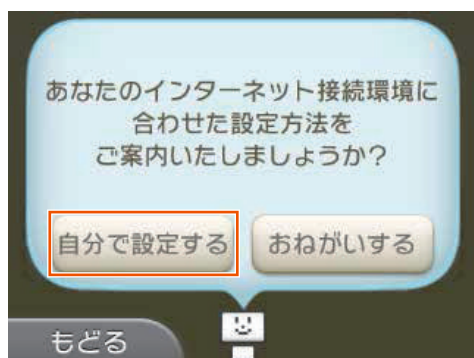 あなたのインターネット接続環境に
合わせた設定方法を
ご案内いたしましょうか?
自分で設定する
おねがいする
もどる